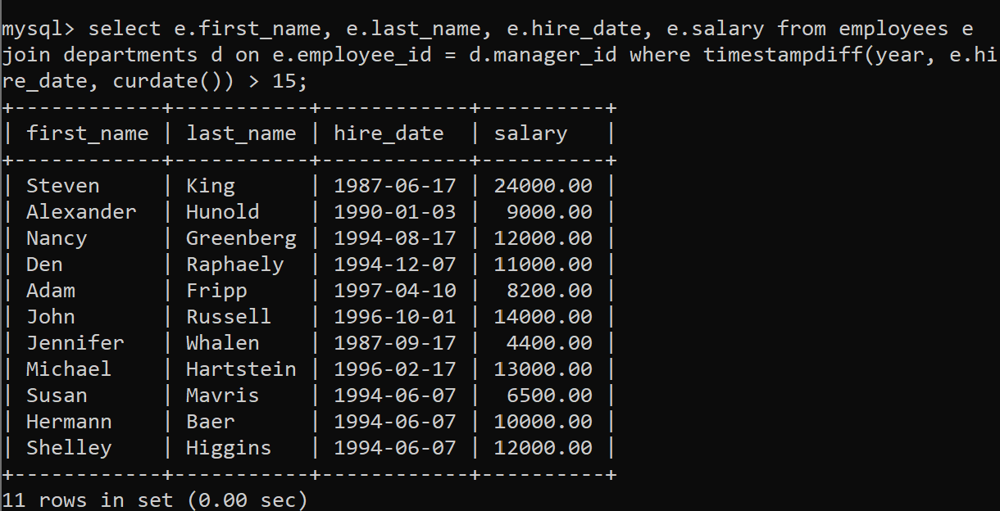 mysql> select e.first_name, e.last_name, e.hire_date, e.salary from employees e
join departments d on e.employee_id = d.manager_id where timestampdiff(year, e.hi
re_date, curdate()) > 15;
+------------+-----------+------------+----------+
| first_name | last_name | hire_date  | salary   |
+------------+-----------+------------+----------+
| Steven     | King      | 1987-06-17 | 24000.00 |
| Alexander  | Hunold    | 1990-01-03 |  9000.00 |
| Nancy      | Greenberg | 1994-08-17 | 12000.00 |
| Den        | Raphaely  | 1994-12-07 | 11000.00 |
| Adam       | Fripp     | 1997-04-10 |  8200.00 |
| John       | Russell   | 1996-10-01 | 14000.00 |
| Jennifer   | Whalen    | 1987-09-17 |  4400.00 |
| Michael    | Hartstein | 1996-02-17 | 13000.00 |
| Susan      | Mavris    | 1994-06-07 |  6500.00 |
| Hermann    | Baer      | 1994-06-07 | 10000.00 |
| Shelley    | Higgins   | 1994-06-07 | 12000.00 |
+------------+-----------+------------+----------+
11 rows in set (0.00 sec)